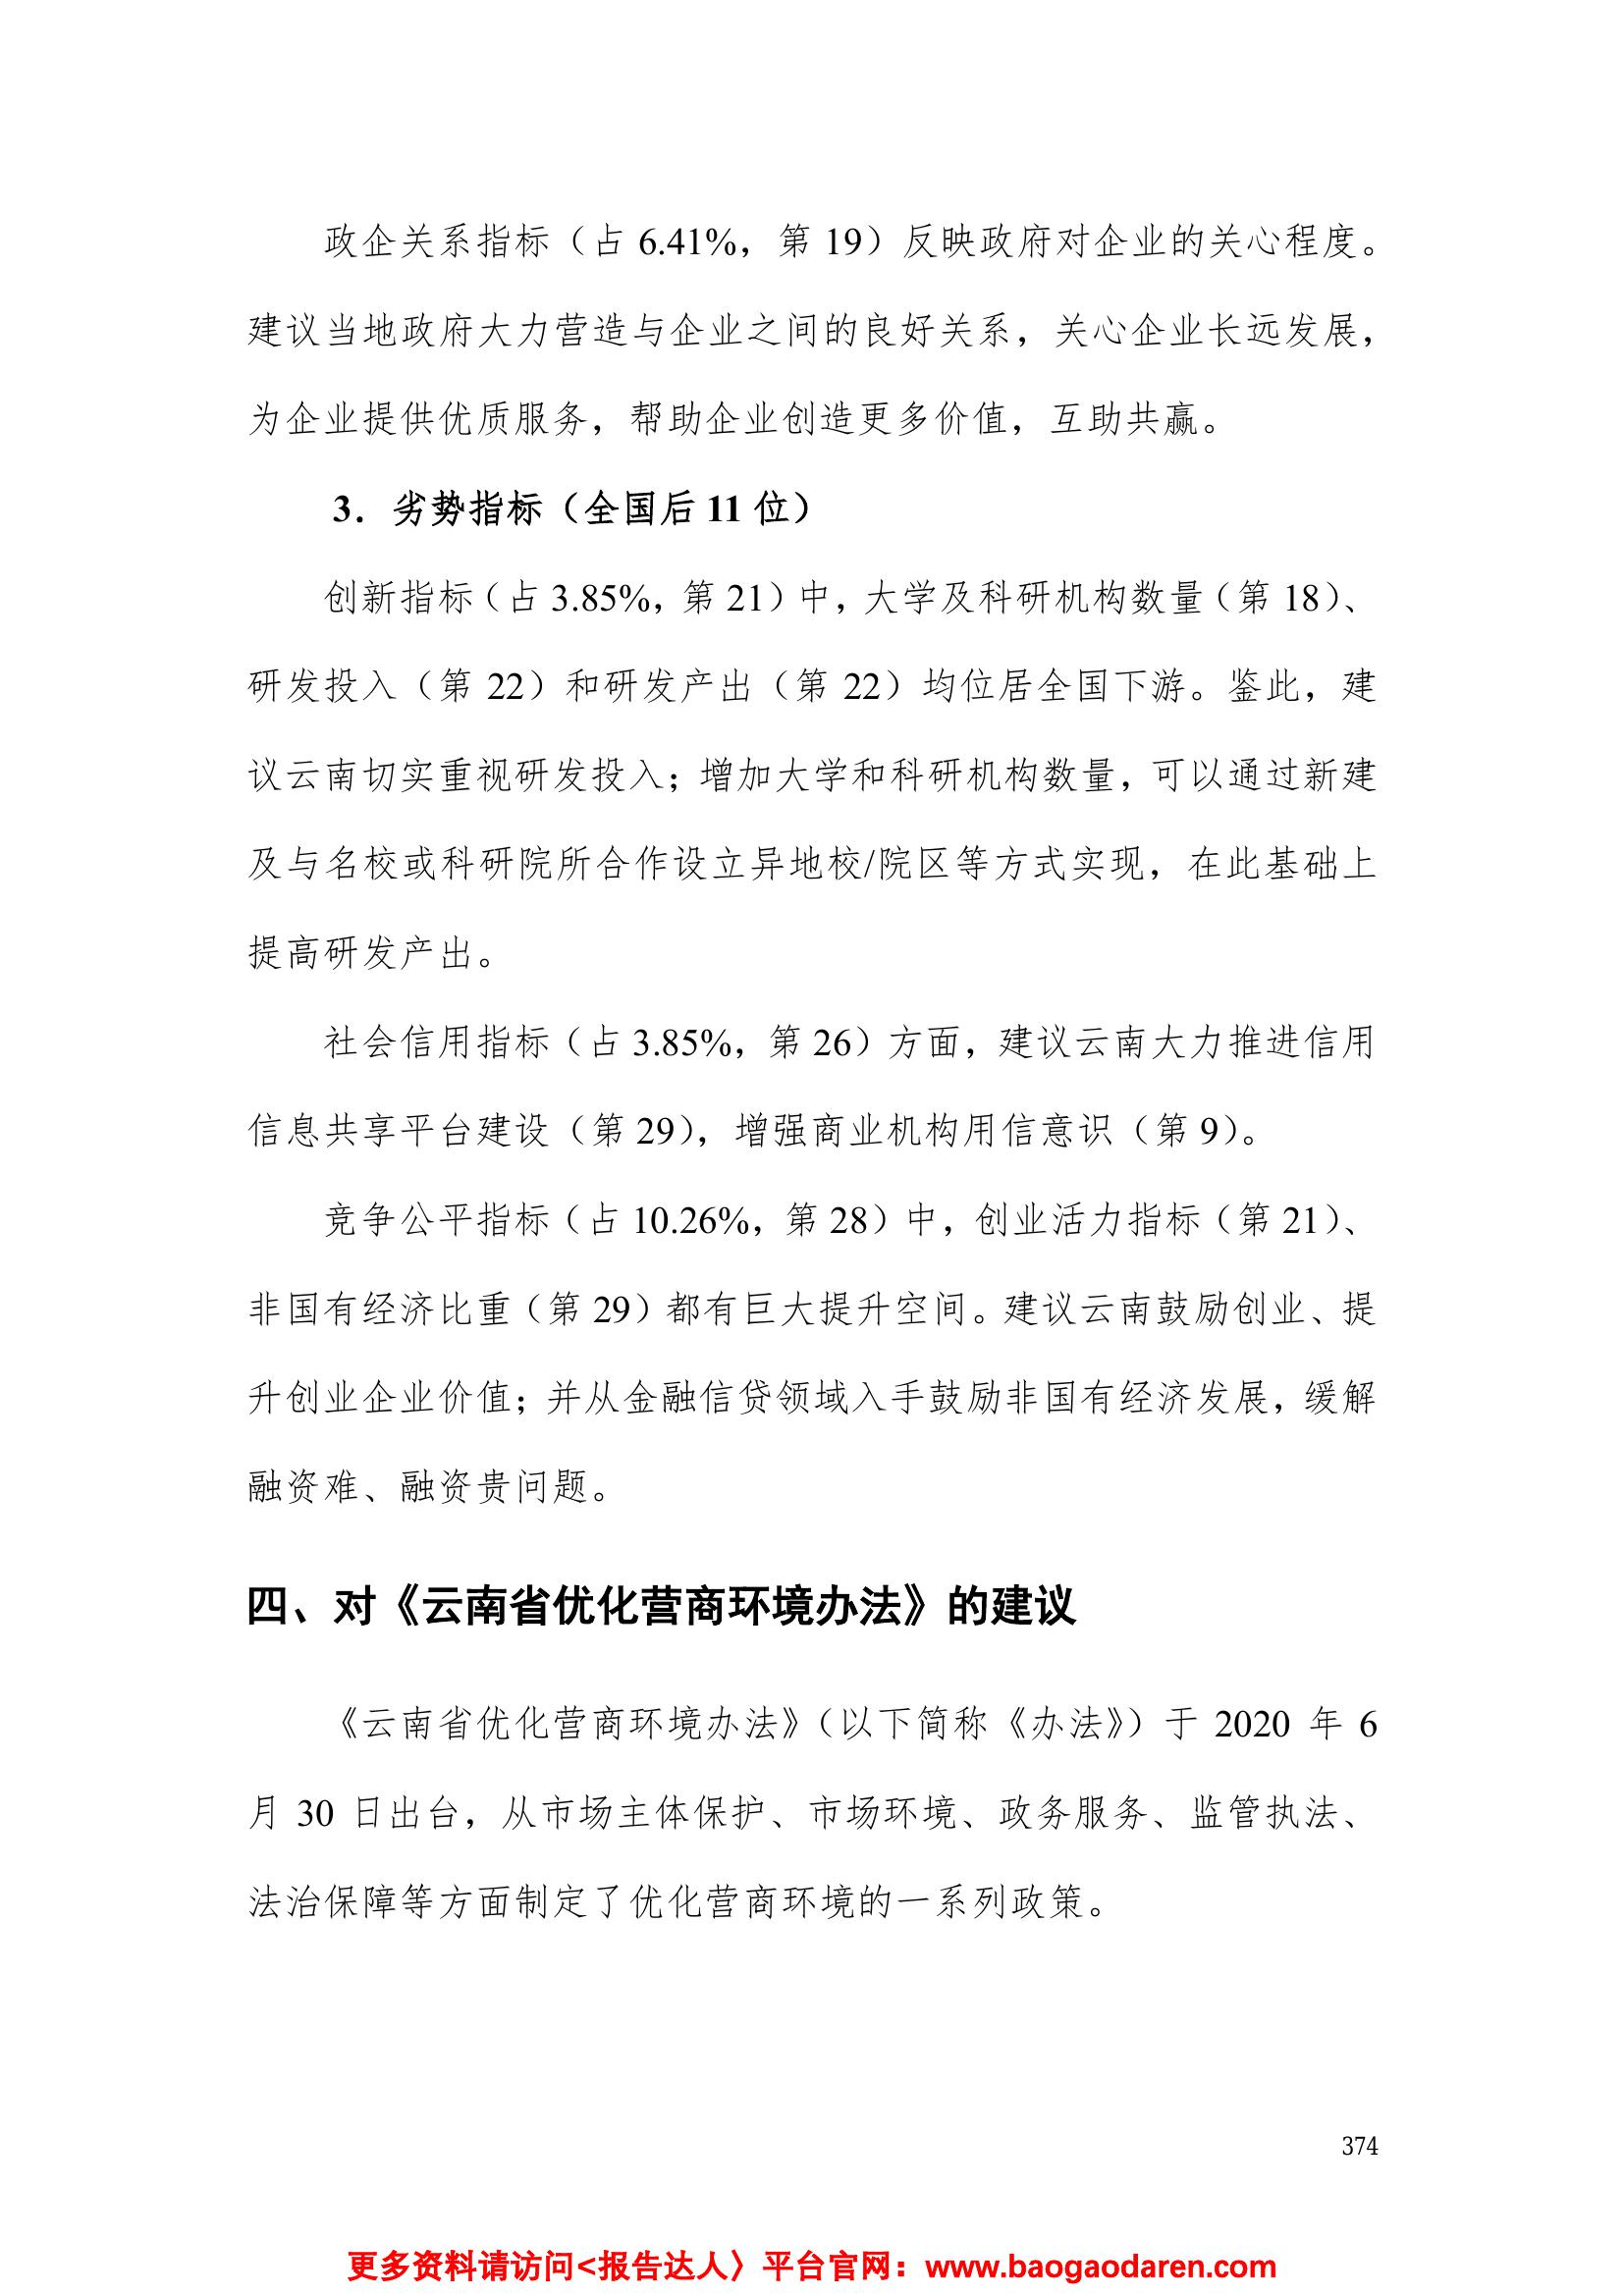 政企关系指标（占 6.41%，第 19）反映政府对企业的关心程度。
建议当地政府大力营造与企业之间的良好关系，关心企业长远发展，
为企业提供优质服务，帮助企业创造更多价值，互助共赢。
3．劣势指标（全国后 11 位）
创新指标（占 3.85%，第 21）中，大学及科研机构数量（第 18）、
研发投入（第 22）和研发产出（第 22）均位居全国下游。鉴此，建
议云南切实重视研发投入；增加大学和科研机构数量，可以通过新建
及与名校或科研院所合作设立异地校/院区等方式实现，在此基础上
提高研发产出。
社会信用指标（占 3.85%，第 26）方面，建议云南大力推进信用
信息共享平台建设（第 29），增强商业机构用信意识（第 9）。
竞争公平指标（占 10.26%，第 28）中，创业活力指标（第 21）、
非国有经济比重（第 29）都有巨大提升空间。建议云南鼓励创业、提
升创业企业价值；并从金融信贷领域入手鼓励非国有经济发展，缓解
融资难、融资贵问题。
四、对《云南省优化营商环境办法》的建议
《云南省优化营商环境办法》（以下简称《办法》）于 2020 年 6
月 30 日出台，从市场主体保护、市场环境、政务服务、监管执法、
法治保障等方面制定了优化营商环境的一系列政策。
374
更多资料请访问<报告达人〉平台官网：www.baogaodaren.com